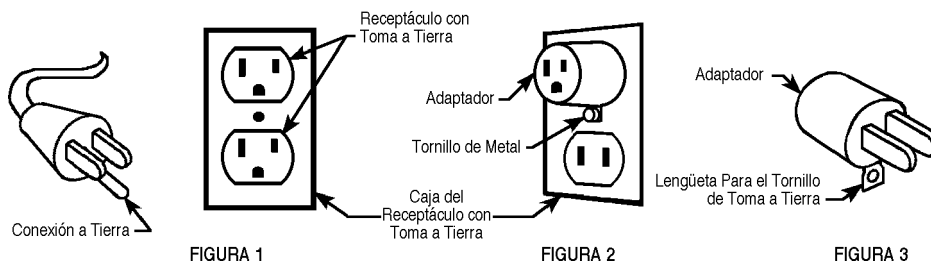 Receptáculo con
Toma a Tierra
Conexión a Tierra
FIGURA 1
Caja del
Receptáculo con
Toma a Tierra
Adaptador
Tornillo de Metal
FIGURA 2
Adaptador
Lengüeta Para el Tornillo
de Toma a Tierra
FIGURA 3